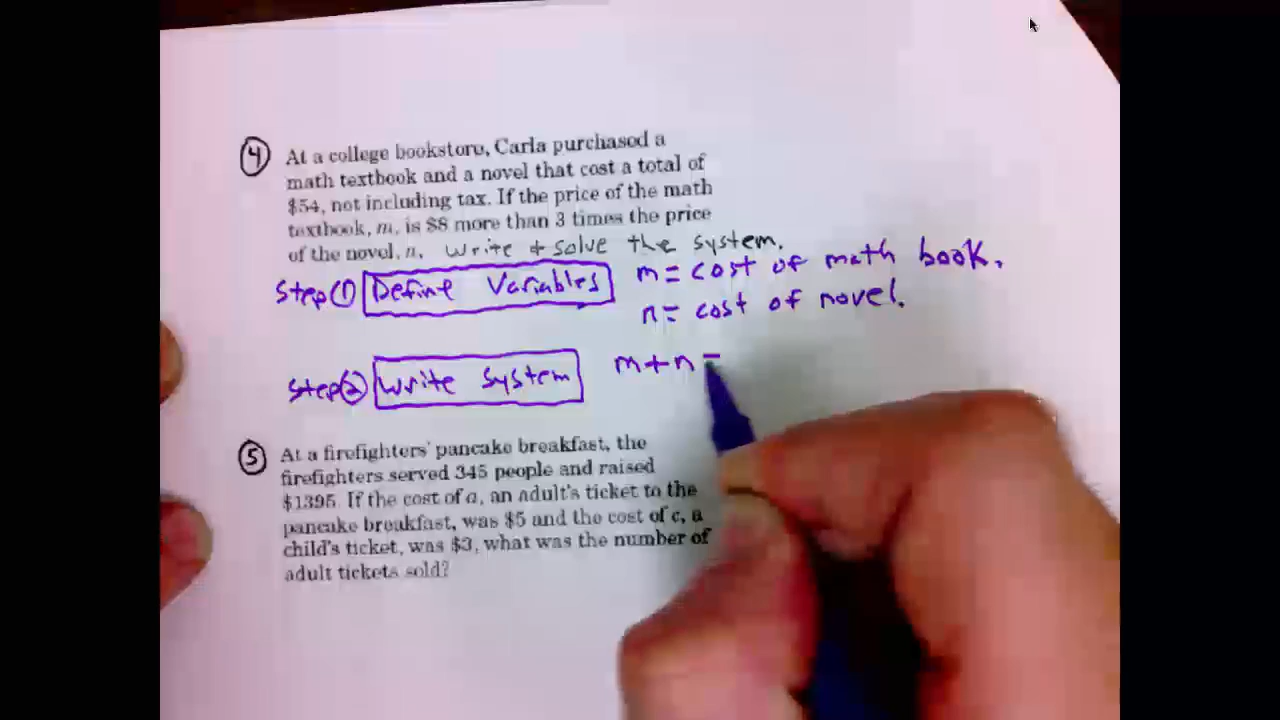 4 At a college bookstore, Carla purchased a
math textbook and a novel that cost a total of
$54, not including tax. If the price of the math
textbook, m, is $8 more than 3 times the price
of the novel, n. Write & solve the system.
Step 1 Define Variables m = cost of math book.
n = cost of novel.
Step 2 Write System m + n =
5 At a firefighters' pancake breakfast, the
firefighters served 345 people and raised
$1395. If the cost of a, an adult's ticket to the
pancake breakfast, was $5 and the cost of c, a
child's ticket, was $3, what was the number of
adult tickets sold?